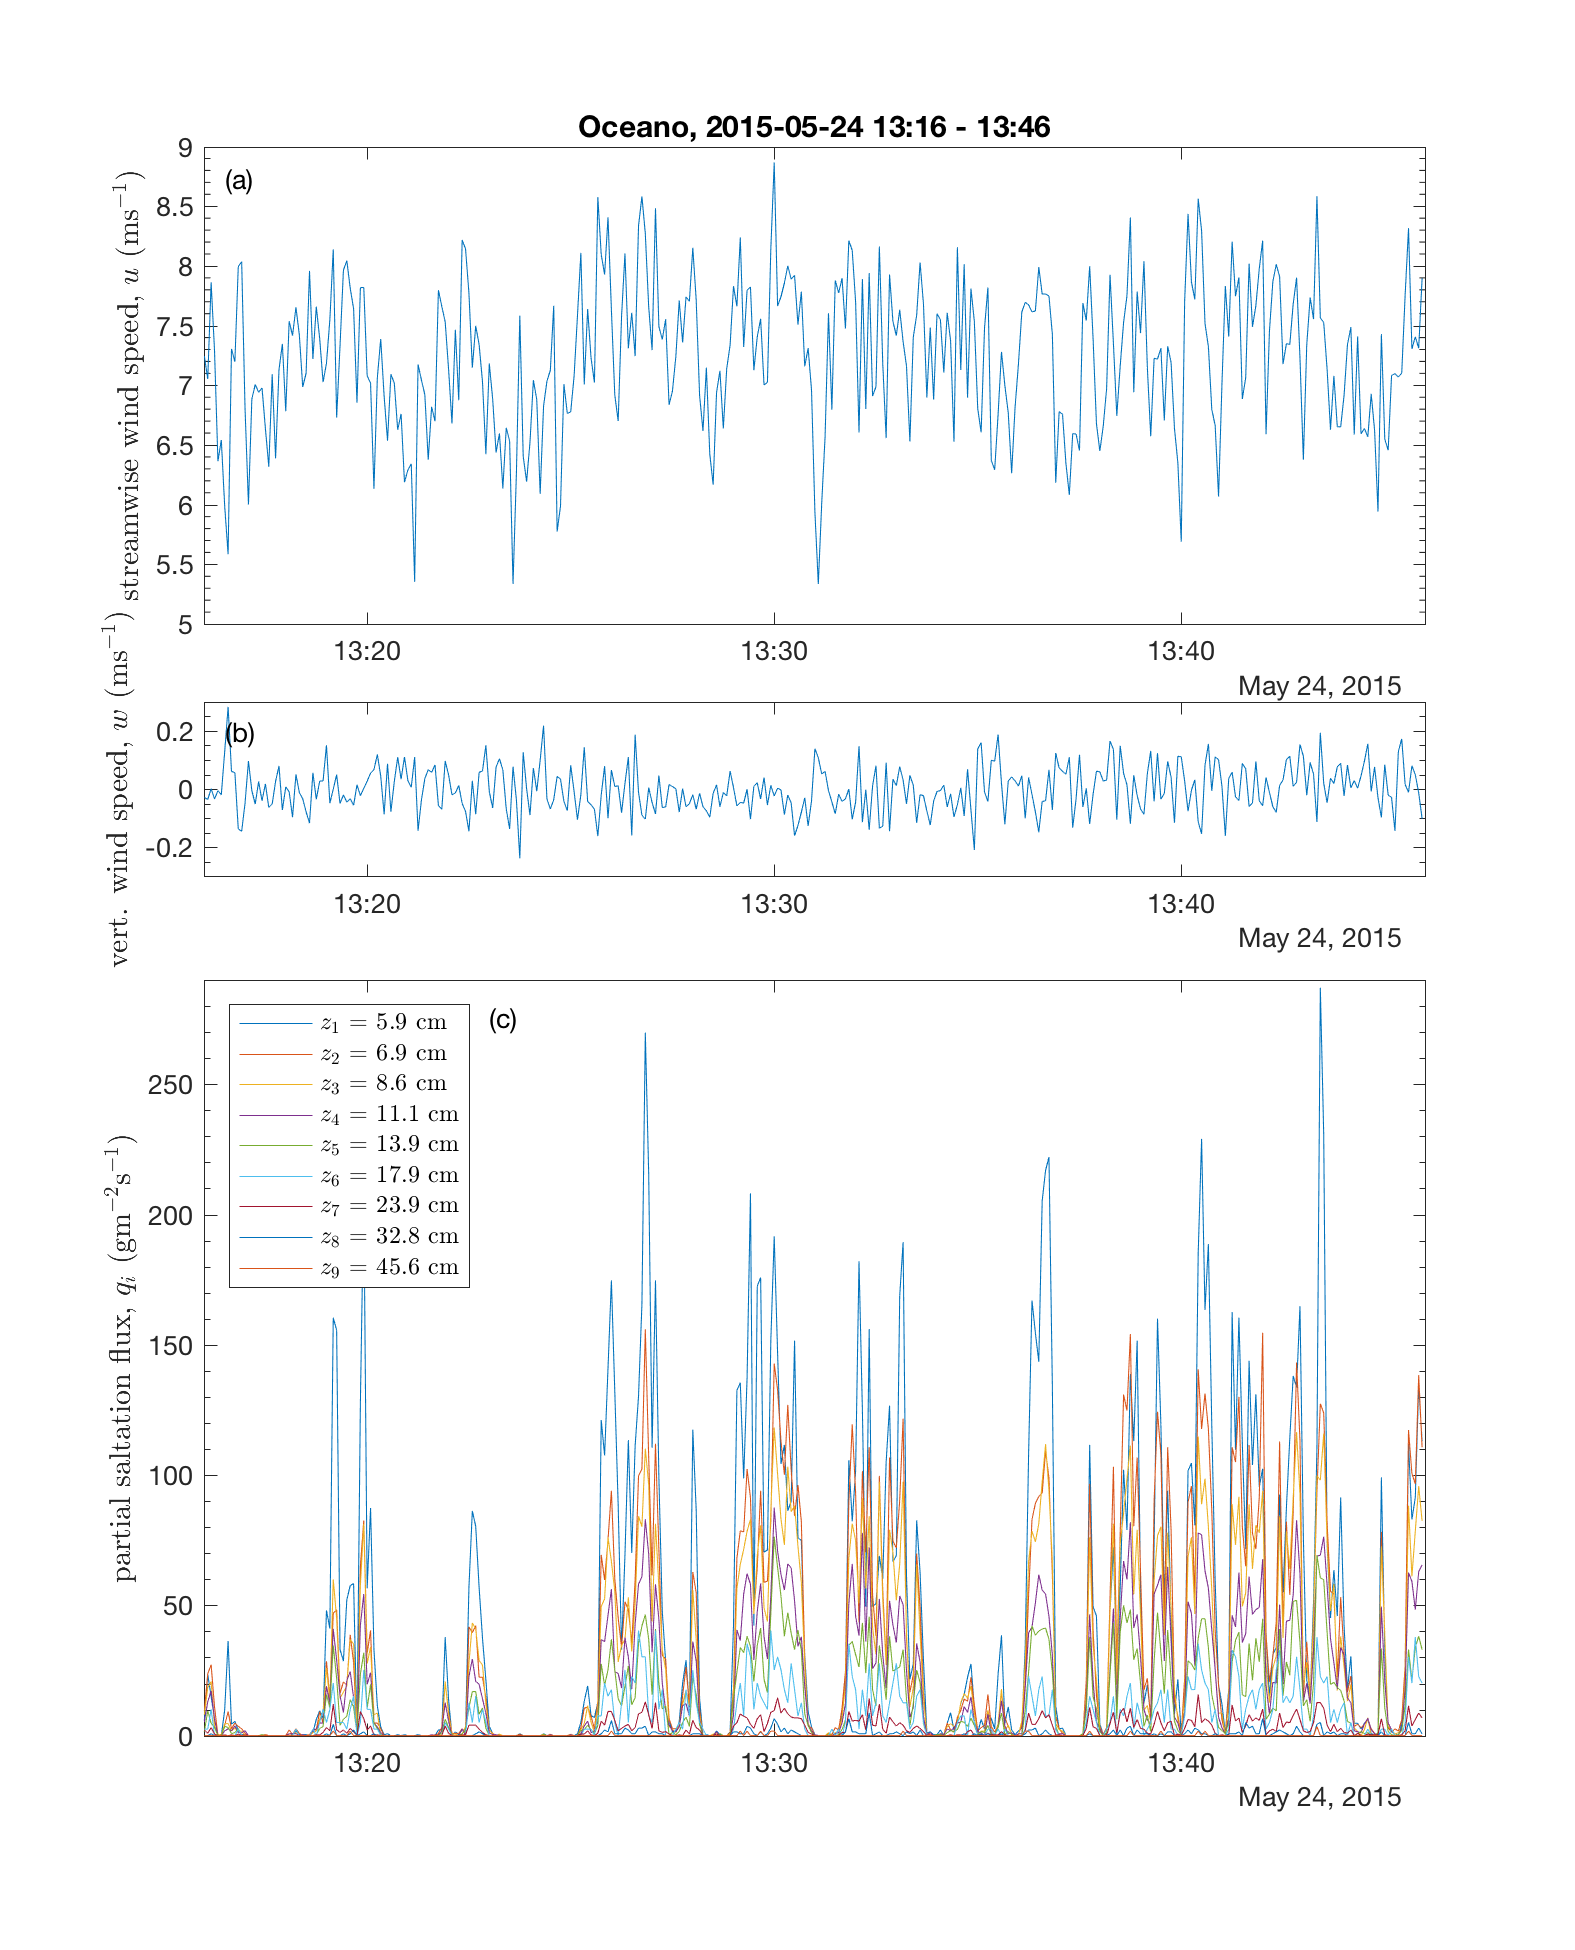 Oceano, 2015-05-24 13:16 - 13:46
(a)
streamwise wind speed, u (ms⁻¹)
9
8.5
8
7.5
7
6.5
6
5.5
5
13:20 13:30 13:40
May 24, 2015
(b)
vert. wind speed, w (ms⁻¹)
0.2
0
-0.2
13:20 13:30 13:40
May 24, 2015
(c)
partial saltation flux, qᵢ (gm⁻²s⁻¹)
z₁ = 5.9 cm
z₂ = 6.9 cm
z₃ = 8.6 cm
z₄ = 11.1 cm
z₅ = 13.9 cm
z₆ = 17.9 cm
z₇ = 23.9 cm
z₈ = 32.8 cm
z₉ = 45.6 cm
250
200
150
100
50
0
13:20 13:30 13:40
May 24, 2015